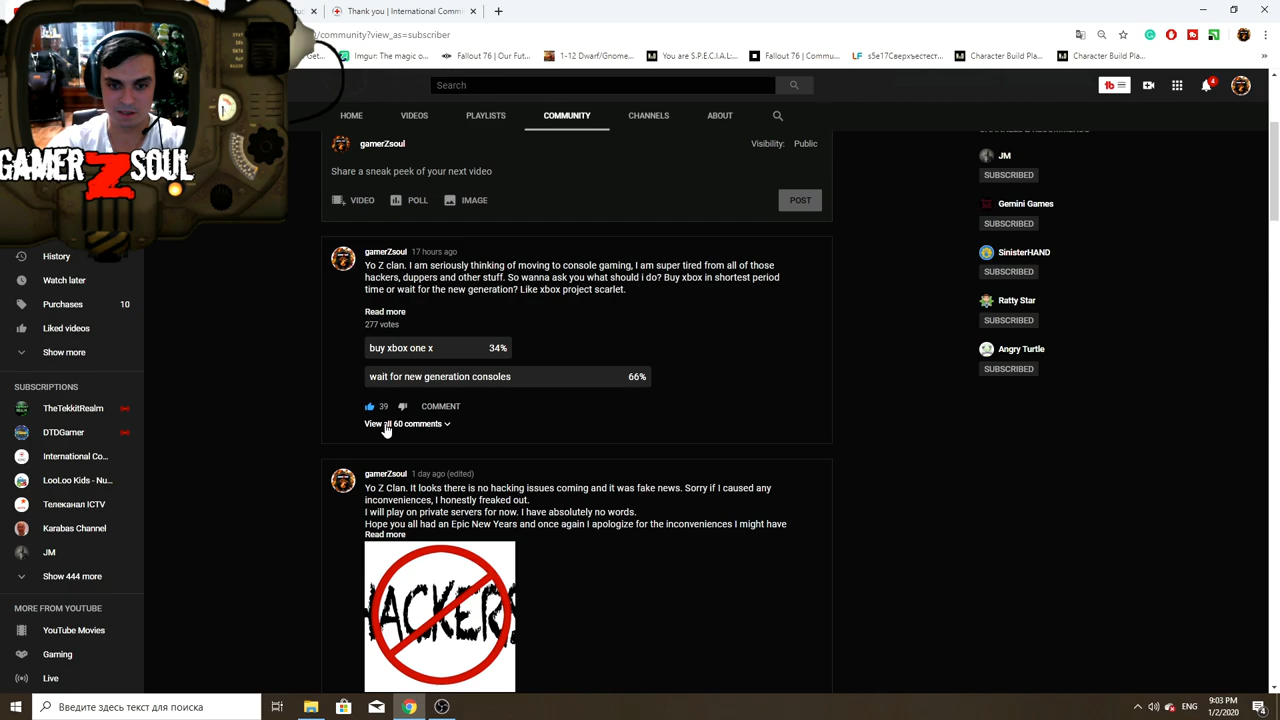 /community?view_as=subscriber
Imgur: The magic o...
Fallout 76 | Our Fut...
1-12 Dwarf/Gnome...
You are S.P.E.C.I.A.L:...
Fallout 76 | Commu...
s5e17Сверхъестест...
Character Build Pla...
Character Build Pla...
Search
4
HOME
VIDEOS
PLAYLISTS
COMMUNITY
CHANNELS
ABOUT
GAMERZSOUL
gamerZsoul
Visibility: Public
Share a sneak peek of your next video
VIDEO
POLL
IMAGE
POST
JM
SUBSCRIBED
Gemini Games
SUBSCRIBED
SinisterHAND
SUBSCRIBED
Ratty Star
SUBSCRIBED
Angry Turtle
SUBSCRIBED
History
Watch later
Purchases 10
Liked videos
Show more
SUBSCRIPTIONS
TheTekkitRealm
DTDGamer
International Co...
LooLoo Kids - Nu...
Телеканал ICTV
Karabas Channel
JM
Show 444 more
MORE FROM YOUTUBE
YouTube Movies
Gaming
Live
gamerZsoul 17 hours ago
Yo Z clan. I am seriously thinking of moving to console gaming, I am super tired from all of those
hackers, duppers and other stuff. So wanna ask you what should i do? Buy xbox in shortest period
time or wait for the new generation? Like xbox project scarlet.
Read more
277 votes
buy xbox one x 34%
wait for new generation consoles 66%
39 COMMENT
View all 60 comments
gamerZsoul 1 day ago (edited)
Yo Z Clan. It looks there is no hacking issues coming and it was fake news. Sorry if I caused any
inconveniences, I honestly freaked out.
I will play on private servers for now. I have absolutely no words.
Hope you all had an Epic New Years and once again I apologize for the inconveniences I might have
Read more
HACKERS
Введите здесь текст для поиска
ENG
9:03 PM
1/2/2020
4